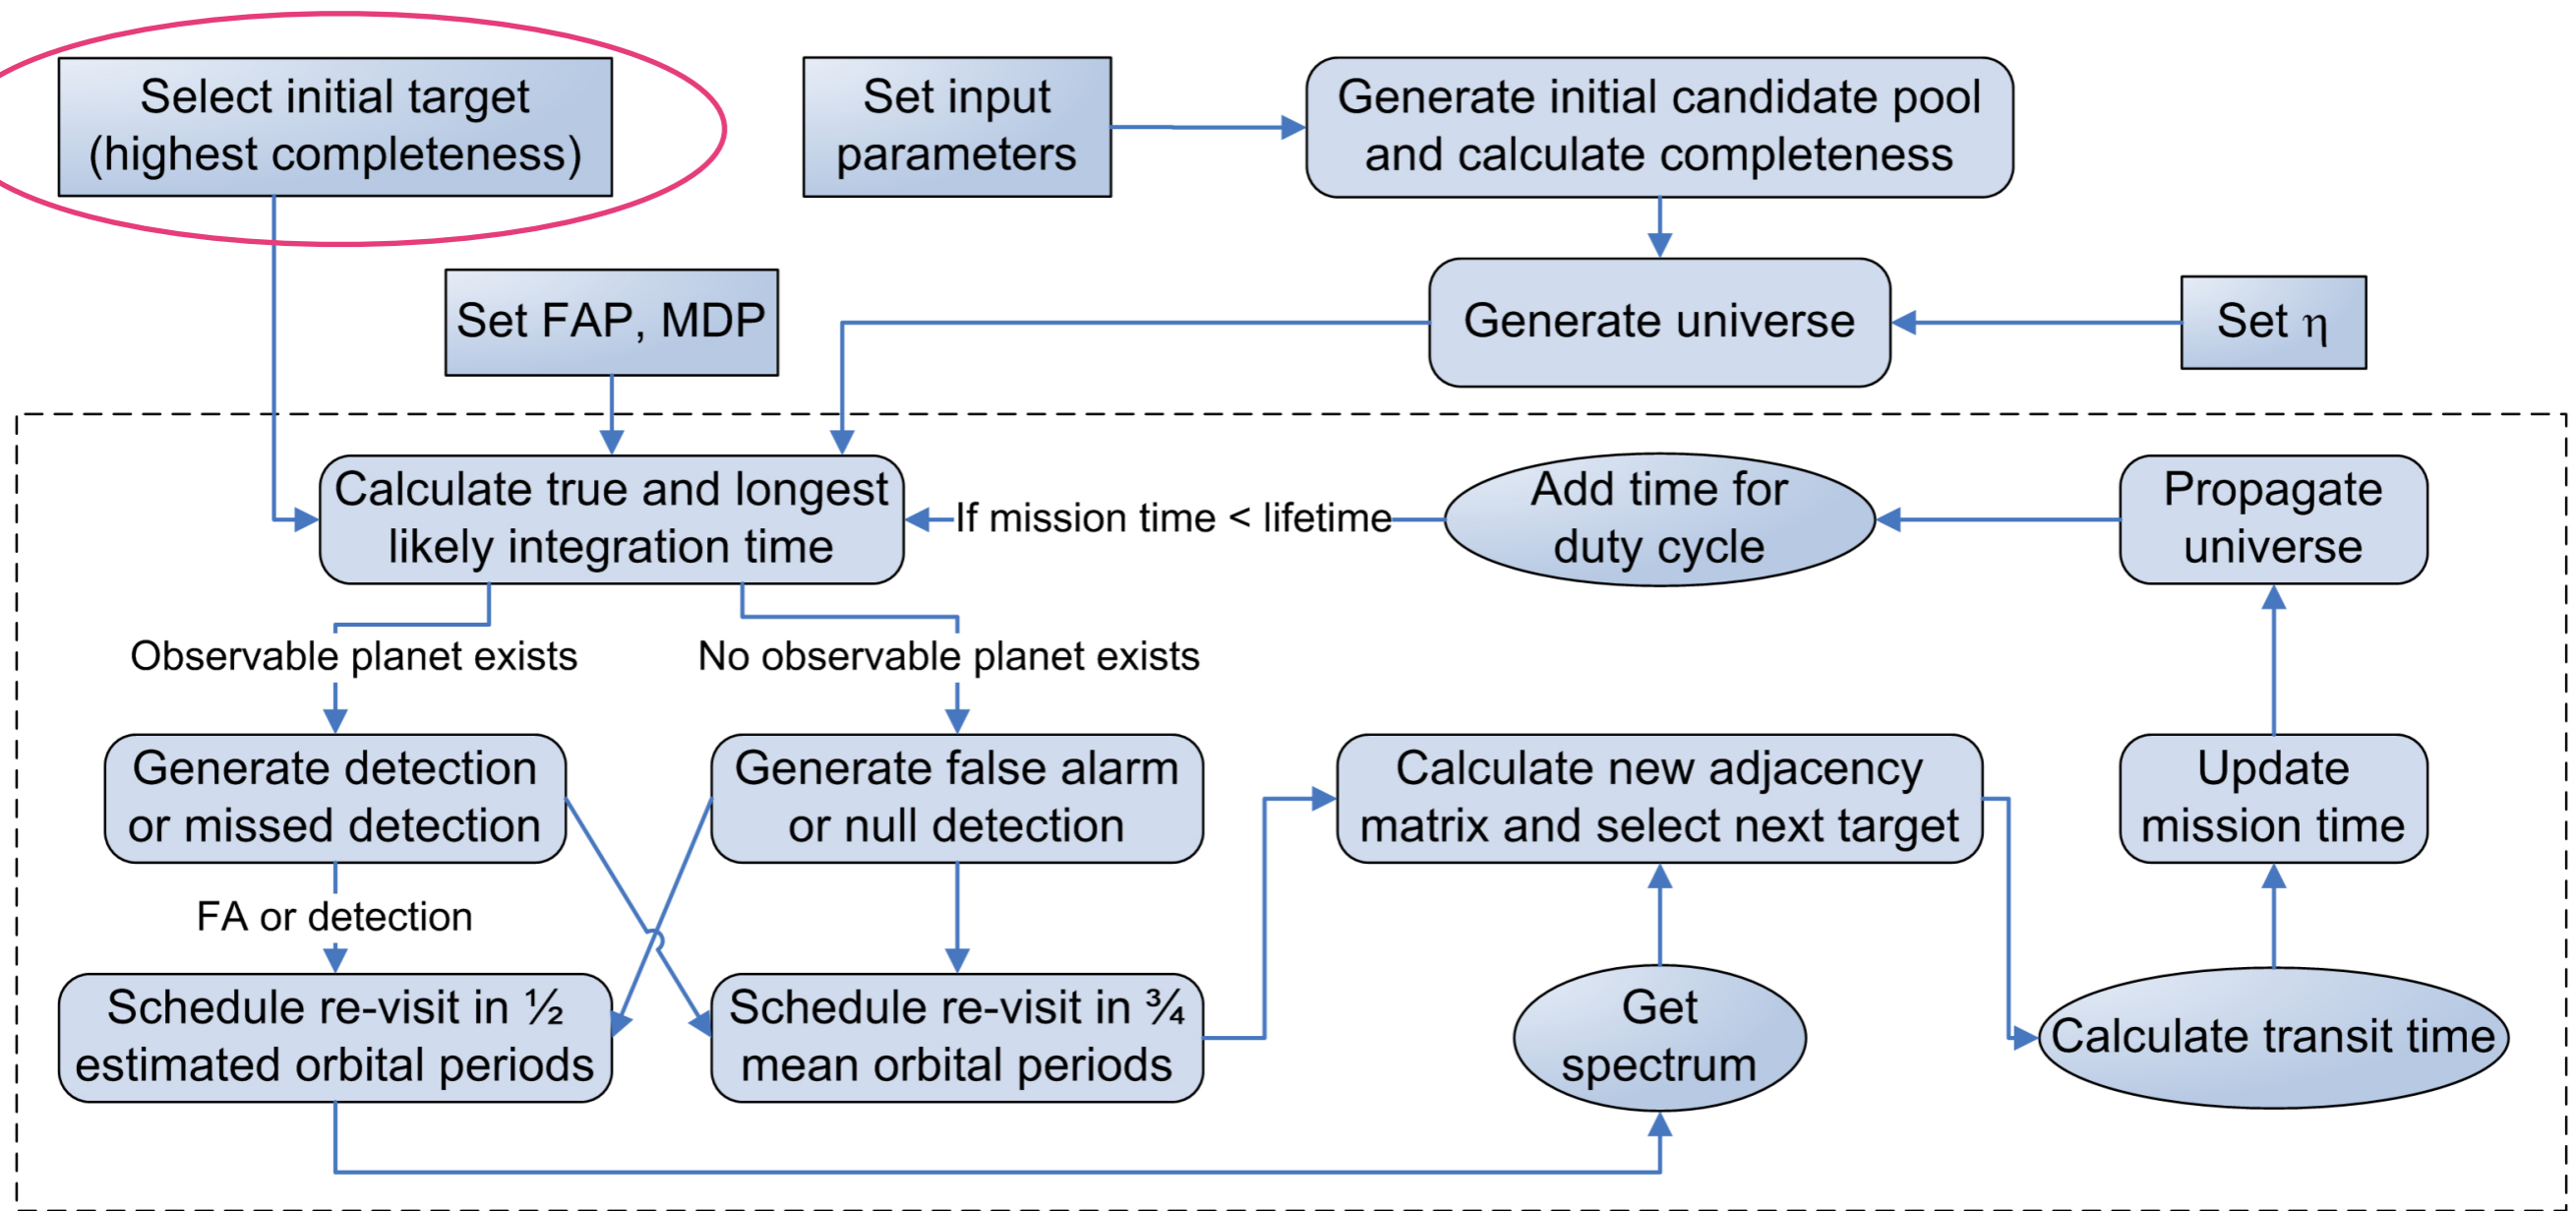 Select initial target
(highest completeness)
Set input
parameters
Generate initial candidate pool
and calculate completeness
Set FAP, MDP
Generate universe
Set η
Calculate true and longest
likely integration time
If mission time < lifetime
Add time for
duty cycle
Propagate
universe
Observable planet exists
No observable planet exists
Generate detection
or missed detection
Generate false alarm
or null detection
Calculate new adjacency
matrix and select next target
Update
mission time
FA or detection
Schedule re-visit in ½
estimated orbital periods
Schedule re-visit in ¾
mean orbital periods
Get
spectrum
Calculate transit time